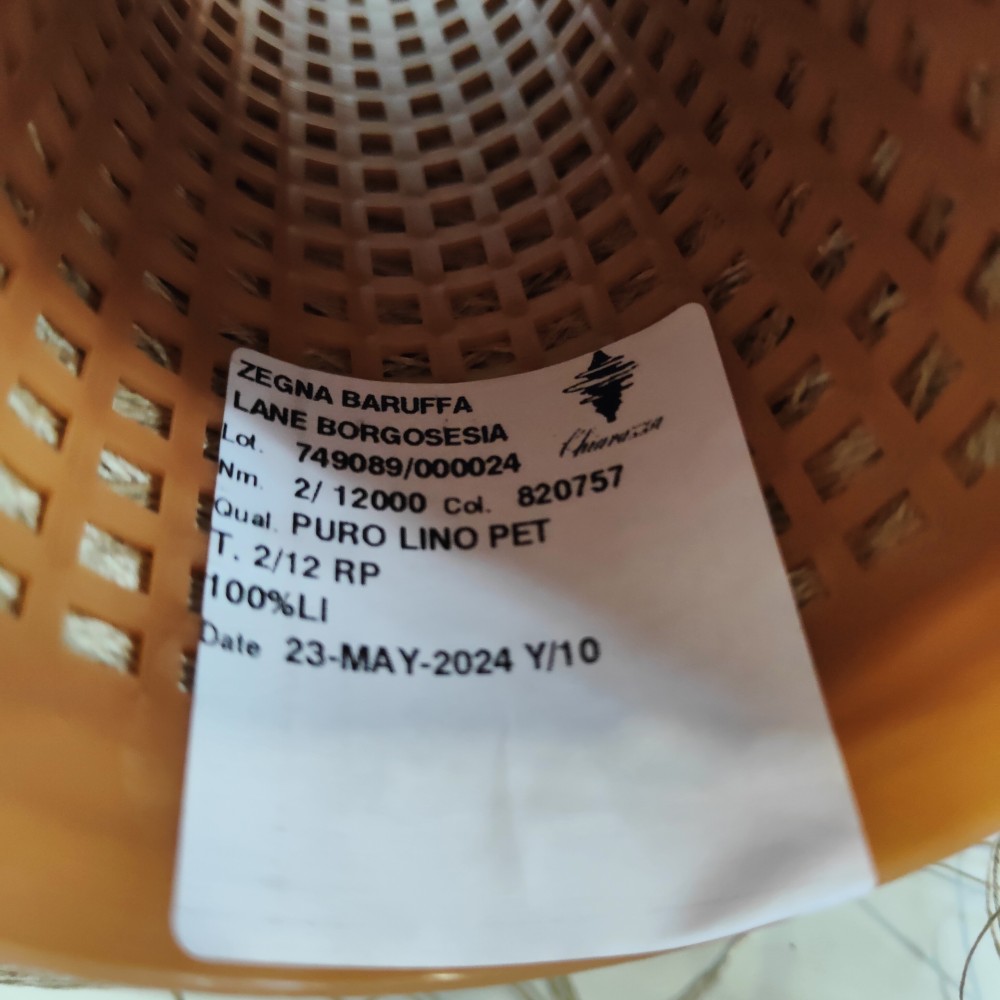 ZEGNA BARUFFA
LANE BORGOSESIA
Chiavazza
Lot. 749089/000024
Nm. 2/ 12000 Col. 820757
Qual. PURO LINO PET
T. 2/12 RP
100%LI
Date 23-MAY-2024 Y/10